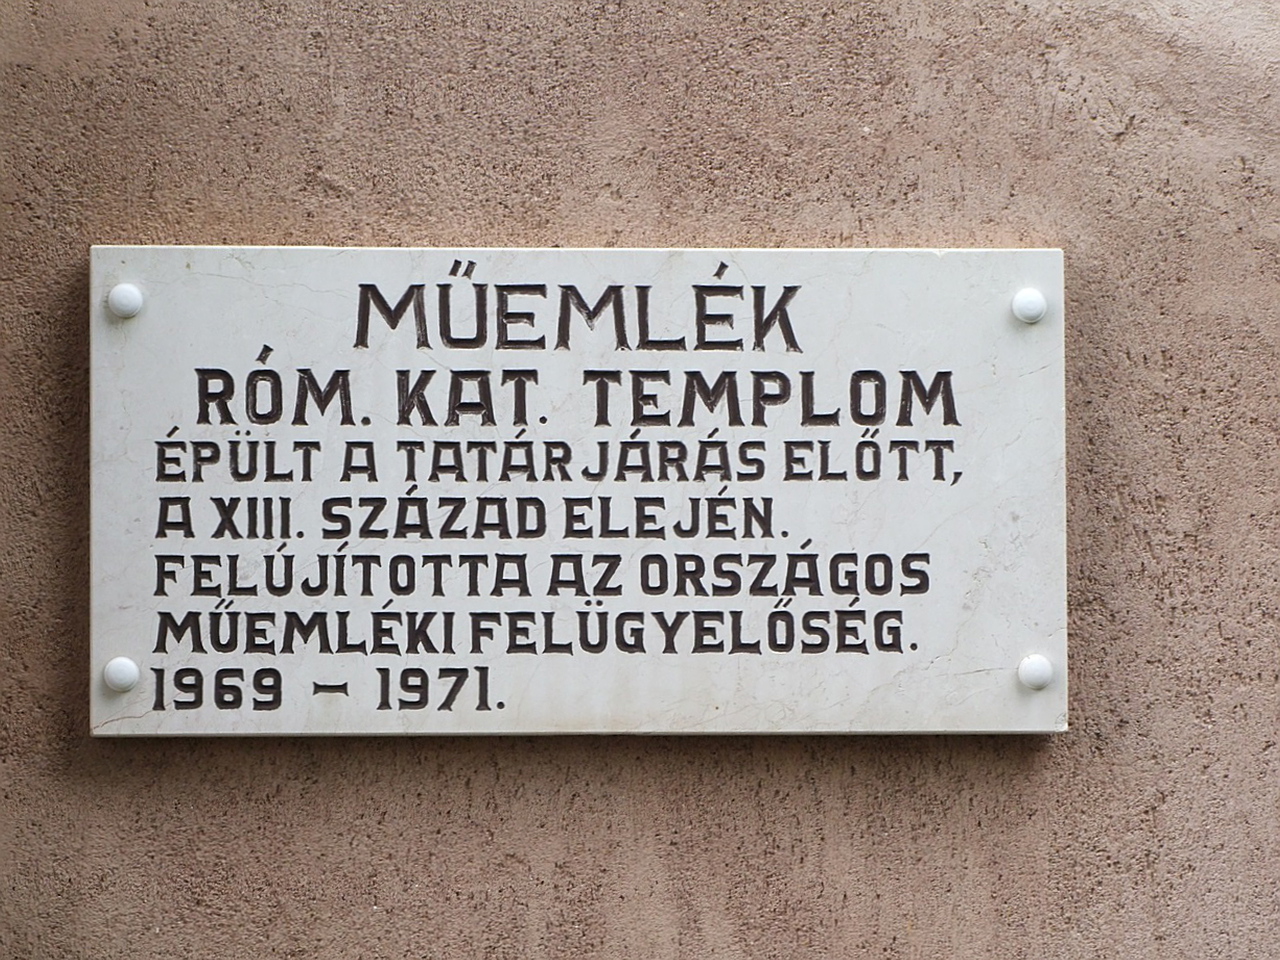 MŰEMLÉK
RÓM. KAT. TEMPLOM
ÉPÜLT A TATÁRJÁRÁS ELŐTT,
A XIII. SZÁZAD ELEJÉN.
FELÚJÍTOTTA AZ ORSZÁGOS
MŰEMLÉKI FELÜGYELŐSÉG.
1969 – 1971.